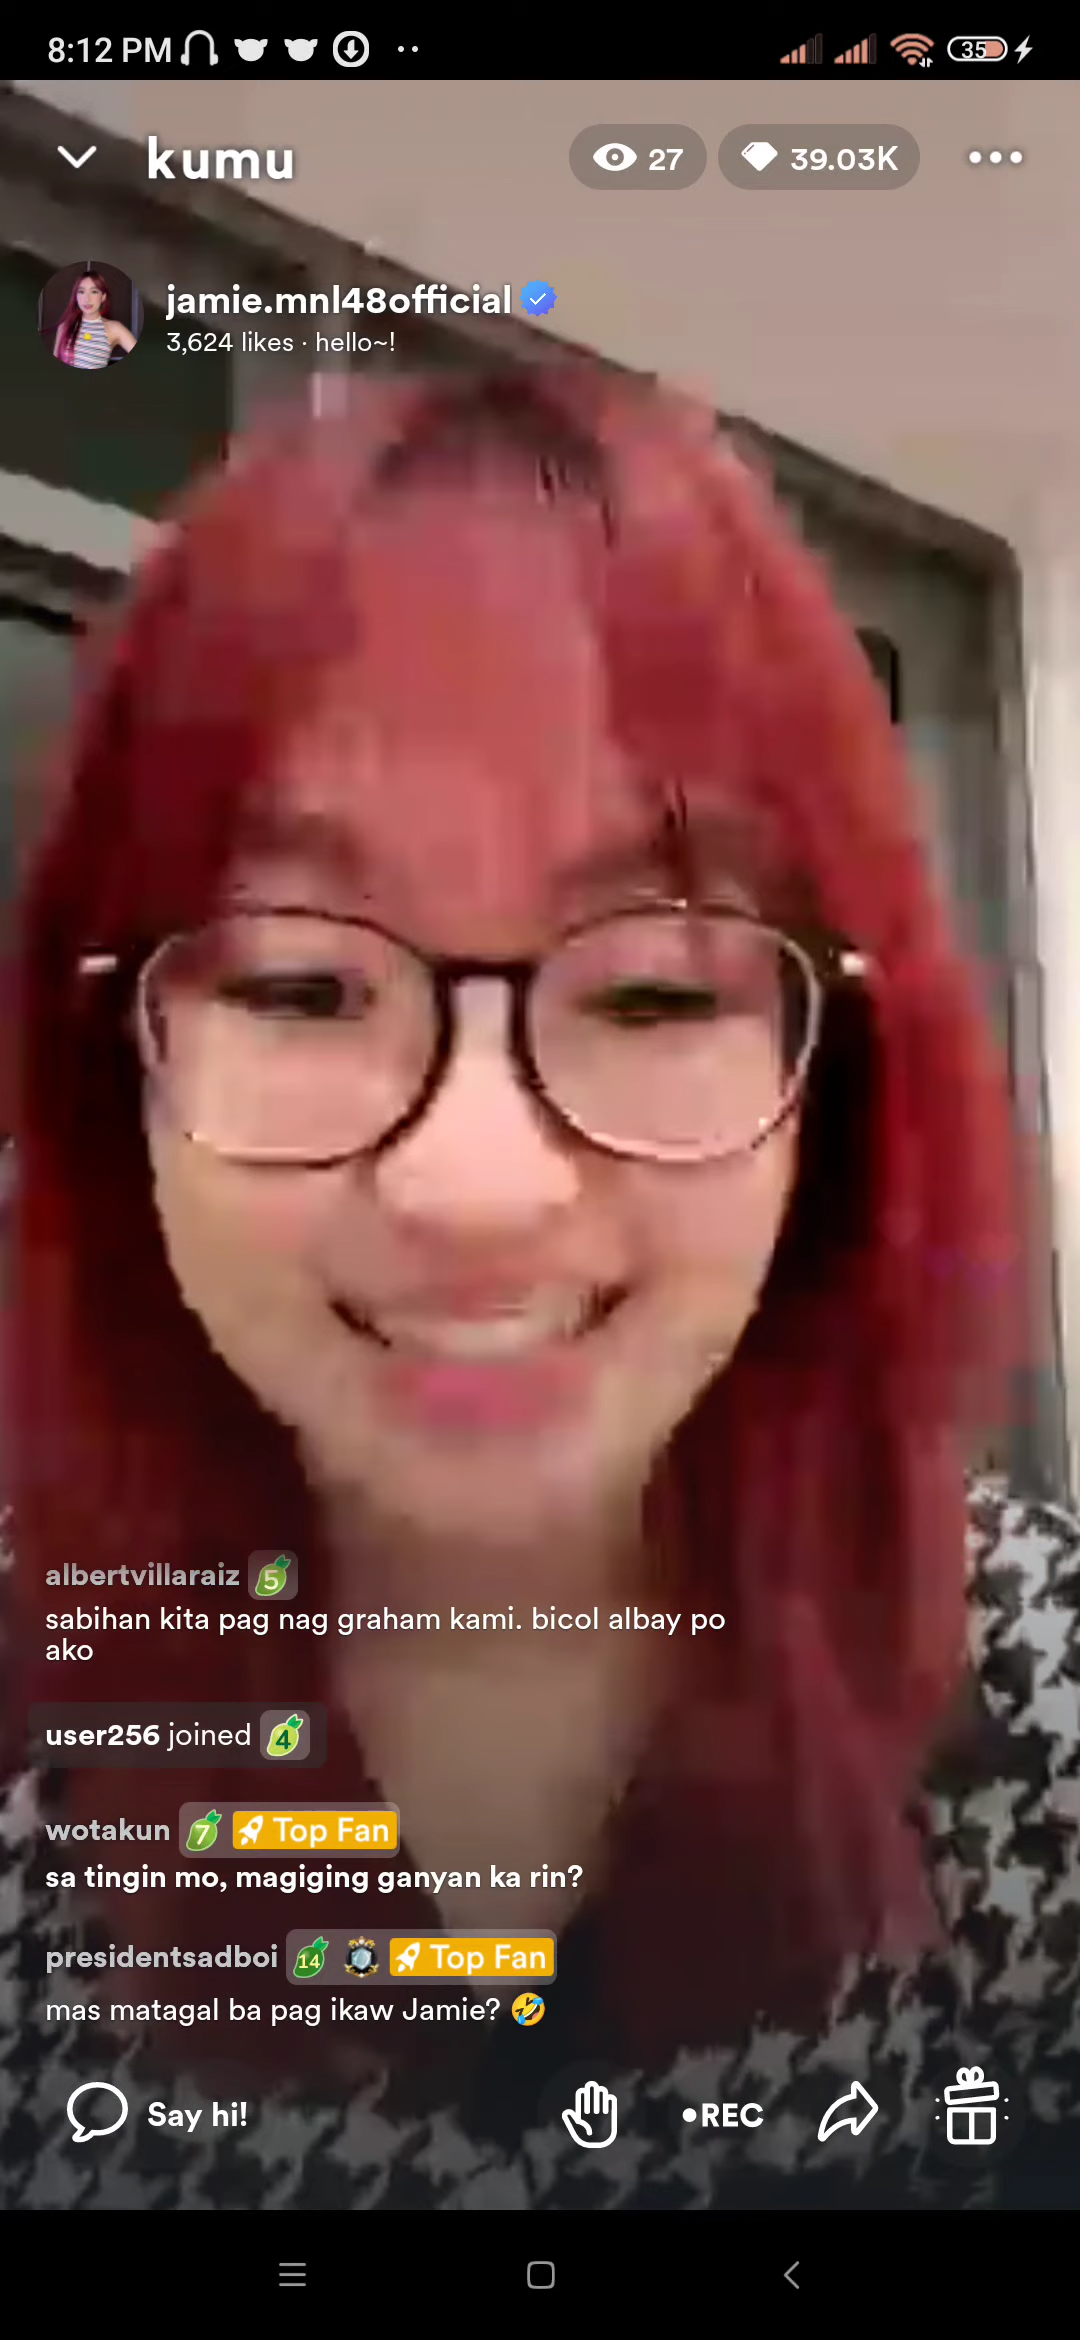 8:12 PM
35
kumu
27
39.03K
jamie.mnl48official
3,624 likes · hello~!
albertvillaraiz 5
sabihan kita pag nag graham kami. bicol albay po
ako
user256 joined 4
wotakun 7 Top Fan
sa tingin mo, magiging ganyan ka rin?
presidentsadboi 14 Top Fan
mas matagal ba pag ikaw Jamie? 🤣
Say hi!
•REC